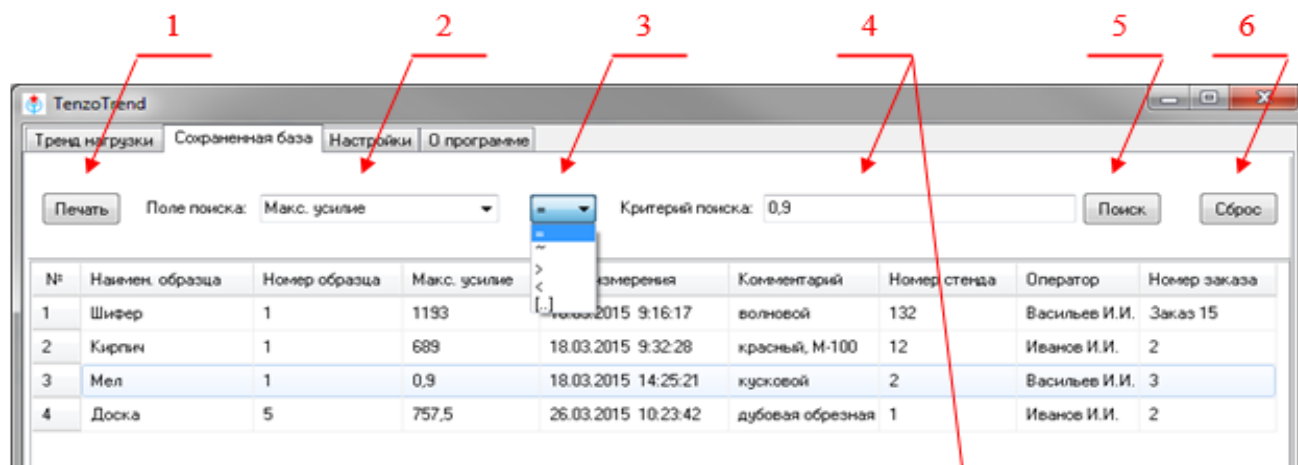 1 2 3 4 5 6
TenzoTrend
Тренд нагрузки Сохраненная база Настройки О программе
Печать Поле поиска: Макс. усилие = Критерий поиска: 0,9 Поиск Сброс
=
~
>
<
[..]
№ Наимен. образца Номер образца Макс. усилие измерения Комментарий Номер стенда Оператор Номер заказа
1 Шифер 1 1193 2015 9:16:17 волновой 132 Васильев И.И. Заказ 15
2 Кирпич 1 689 18.03.2015 9:32:28 красный, М-100 12 Иванов И.И. 2
3 Мел 1 0,9 18.03.2015 14:25:21 кусковой 2 Васильев И.И. 3
4 Доска 5 757,5 26.03.2015 10:23:42 дубовая обрезная 1 Иванов И.И. 2